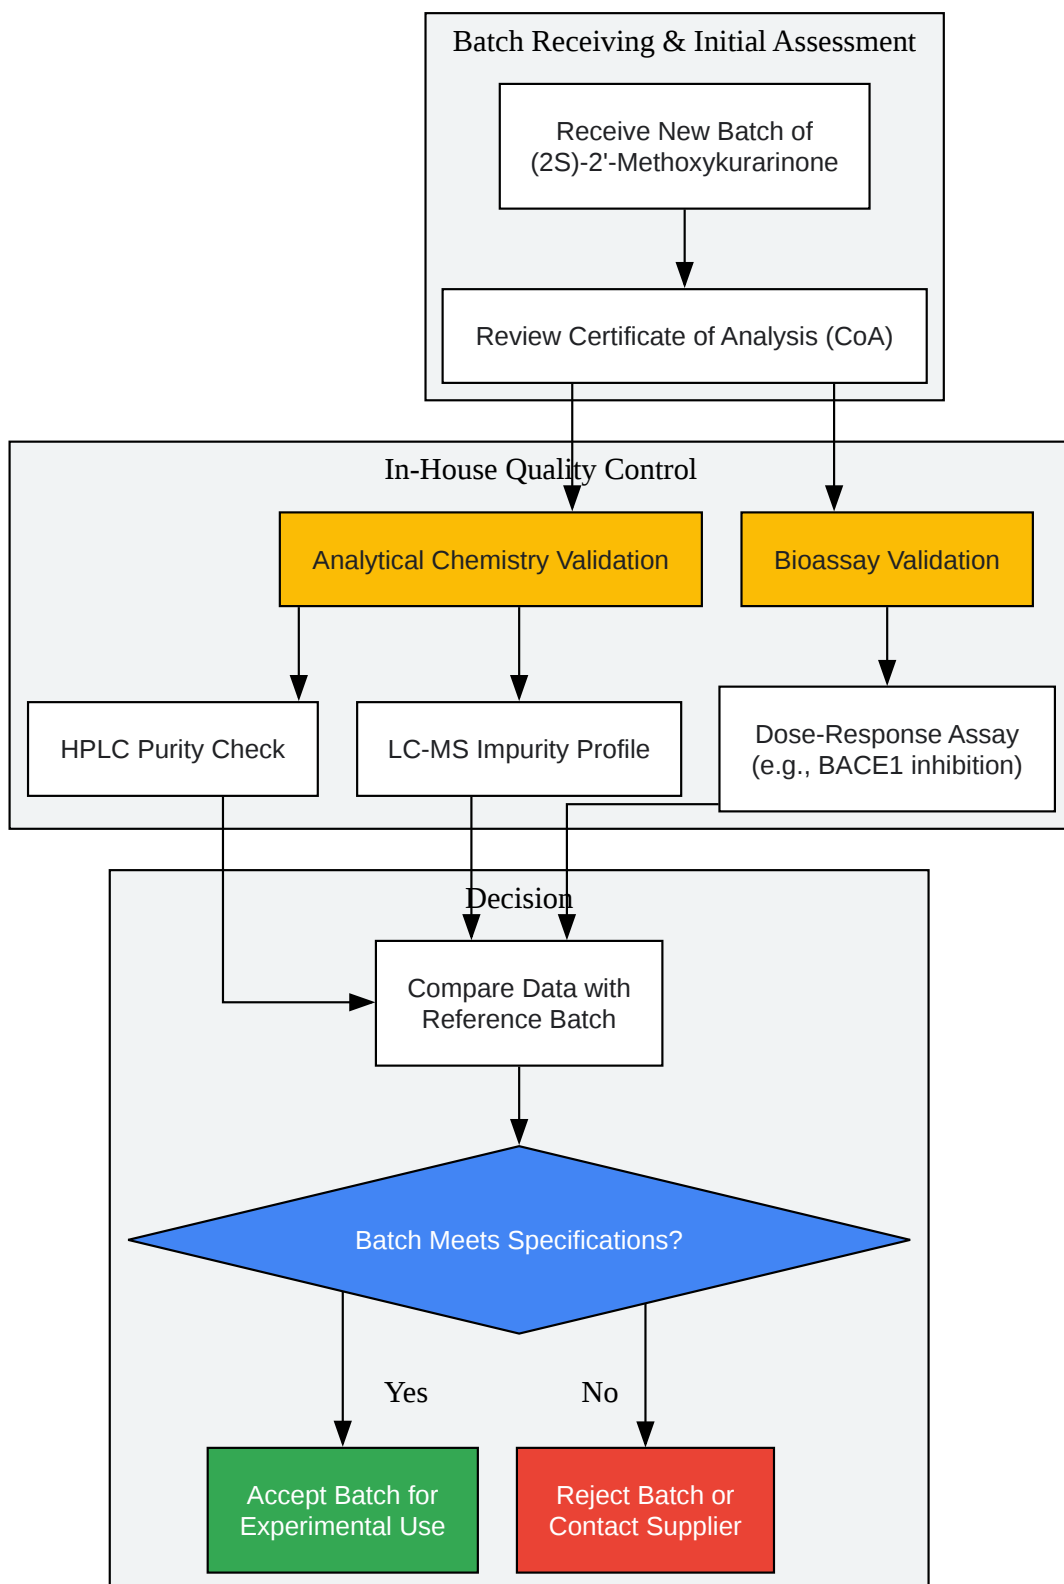 Batch Receiving & Initial Assessment
Receive New Batch of
(2S)-2'-Methoxykurarinone
Review Certificate of Analysis (CoA)
In-House Quality Control
Analytical Chemistry Validation
Bioassay Validation
HPLC Purity Check
LC-MS Impurity Profile
Dose-Response Assay
(e.g., BACE1 inhibition)
Decision
Compare Data with
Reference Batch
Batch Meets Specifications?
Yes
No
Accept Batch for
Experimental Use
Reject Batch or
Contact Supplier